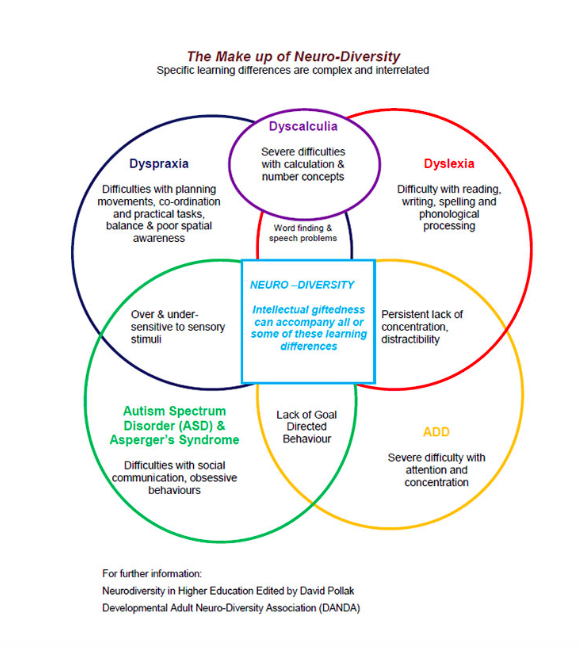 The Make up of Neuro-Diversity
Specific learning differences are complex and interrelated
Dyscalculia
Severe difficulties
with calculation &
number concepts
Dyspraxia
Difficulties with planning
movements, co-ordination
and practical tasks,
balance & poor spatial
awareness
Dyslexia
Difficulty with reading,
writing, spelling and
phonological
processing
Word finding &
speech problems
NEURO –DIVERSITY
Intellectual giftedness
can accompany all or
some of these learning
differences
Over & under-
sensitive to sensory
stimuli
Persistent lack of
concentration,
distractibility
Autism Spectrum
Disorder (ASD) &
Asperger's Syndrome
Difficulties with social
communication, obsessive
behaviours
Lack of Goal
Directed
Behaviour
ADD
Severe difficulty with
attention and
concentration
For further information:
Neurodiversity in Higher Education Edited by David Pollak
Developmental Adult Neuro-Diversity Association (DANDA)